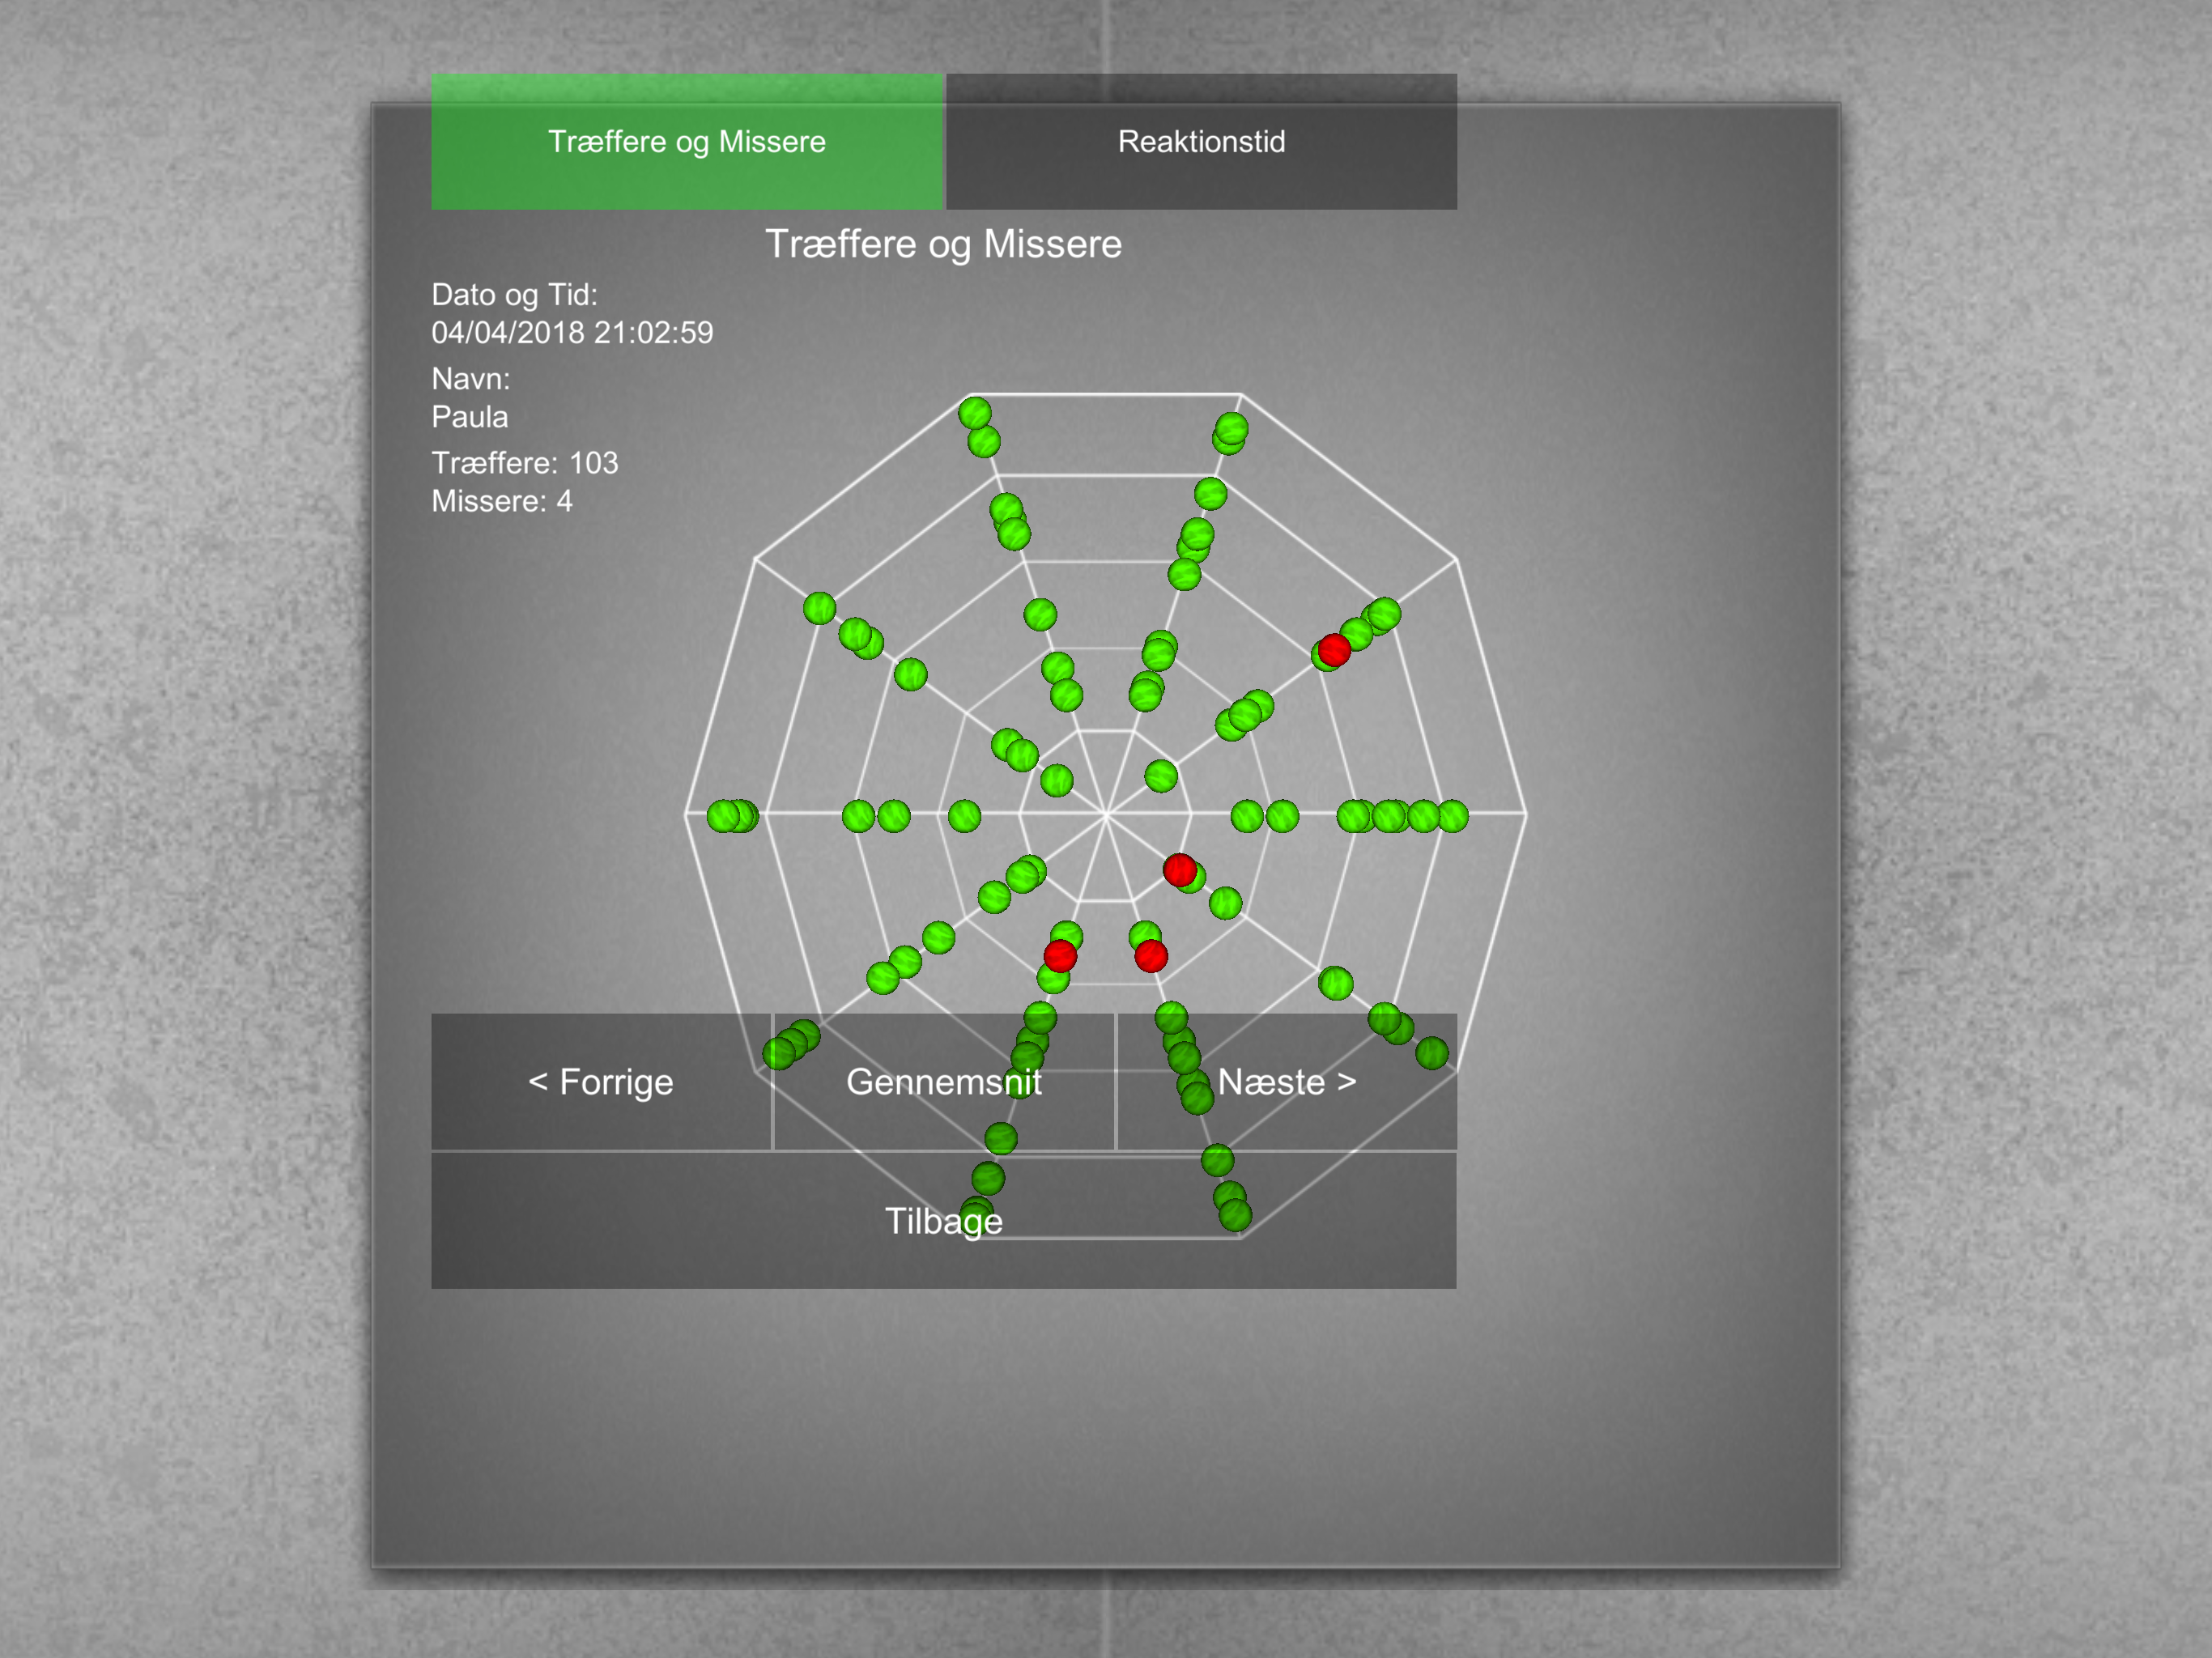 Træffere og Missere
Reaktionstid
Træffere og Missere
Dato og Tid:
04/04/2018 21:02:59
Navn:
Paula
Træffere: 103
Missere: 4
< Forrige
Gennemsnit
Næste >
Tilbage